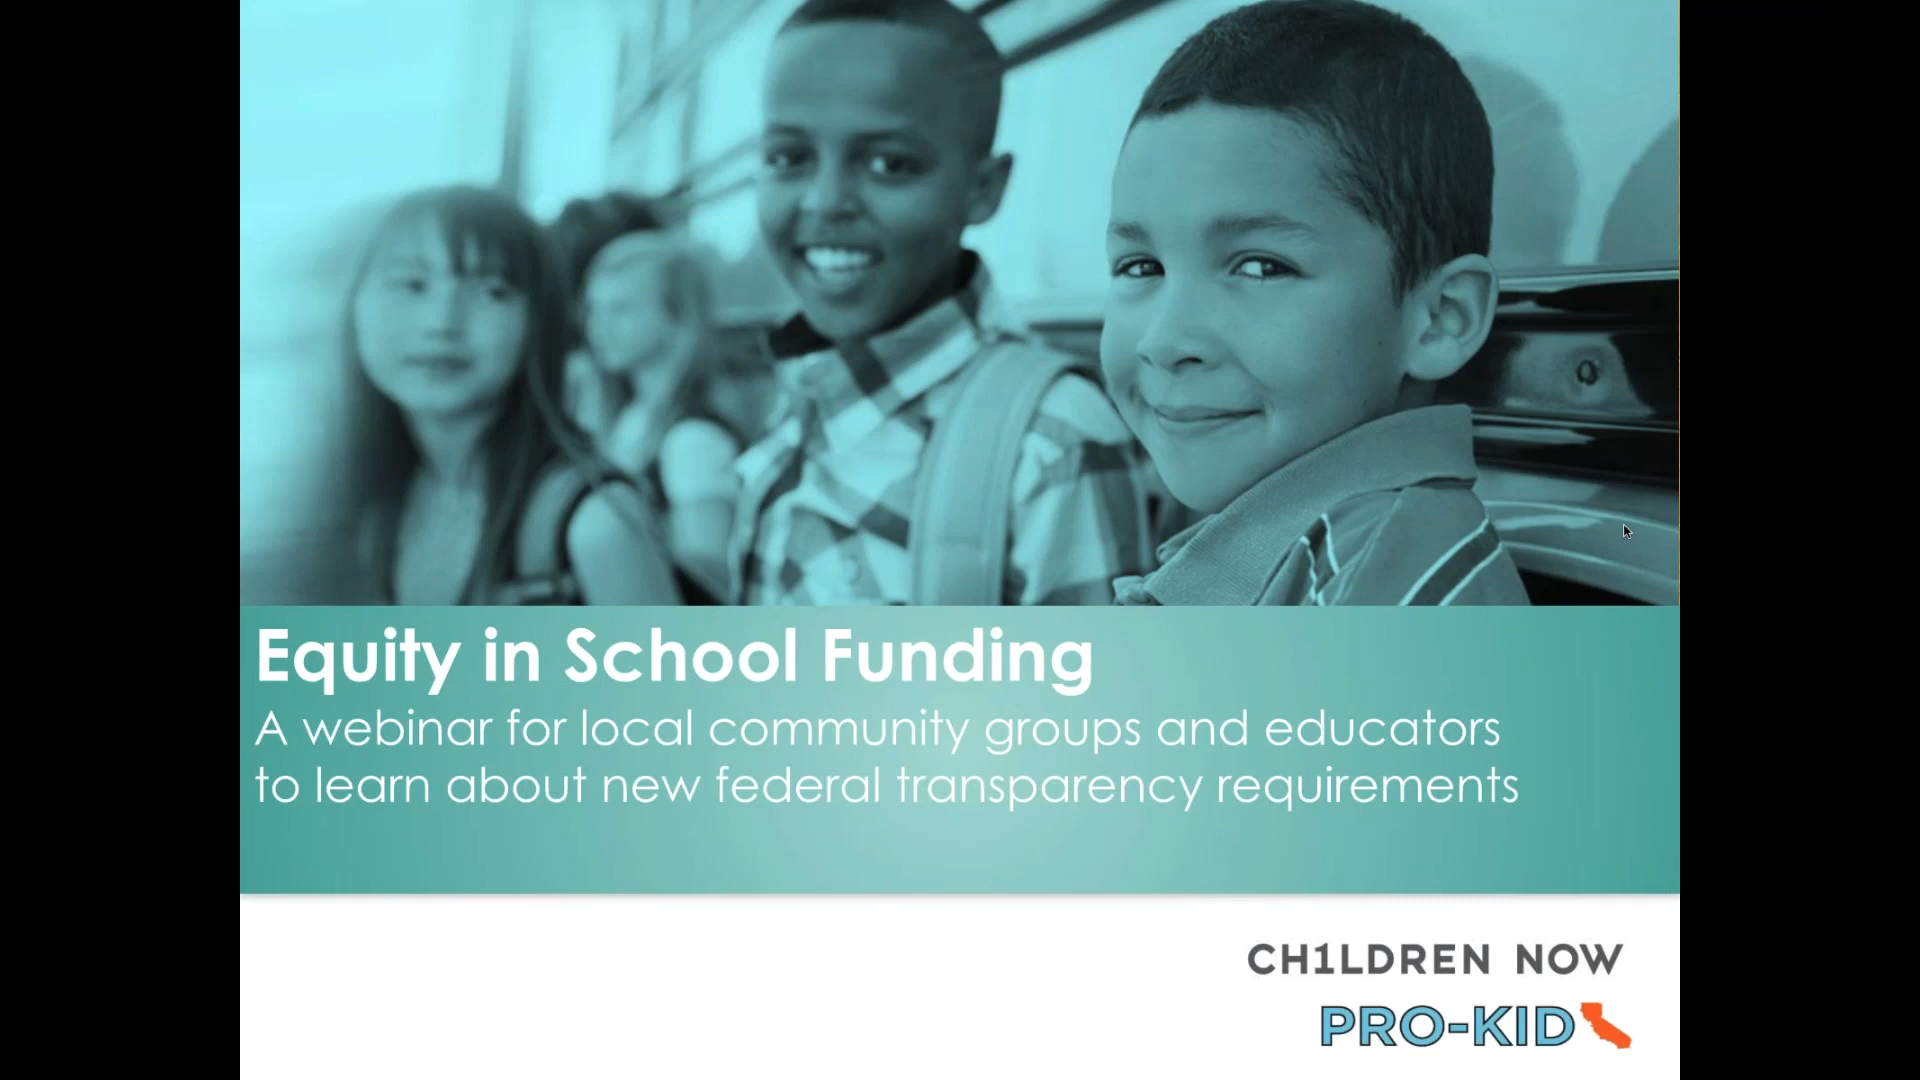 Equity in School Funding
A webinar for local community groups and educators
to learn about new federal transparency requirements
CH1LDREN NOW
PRO-KID